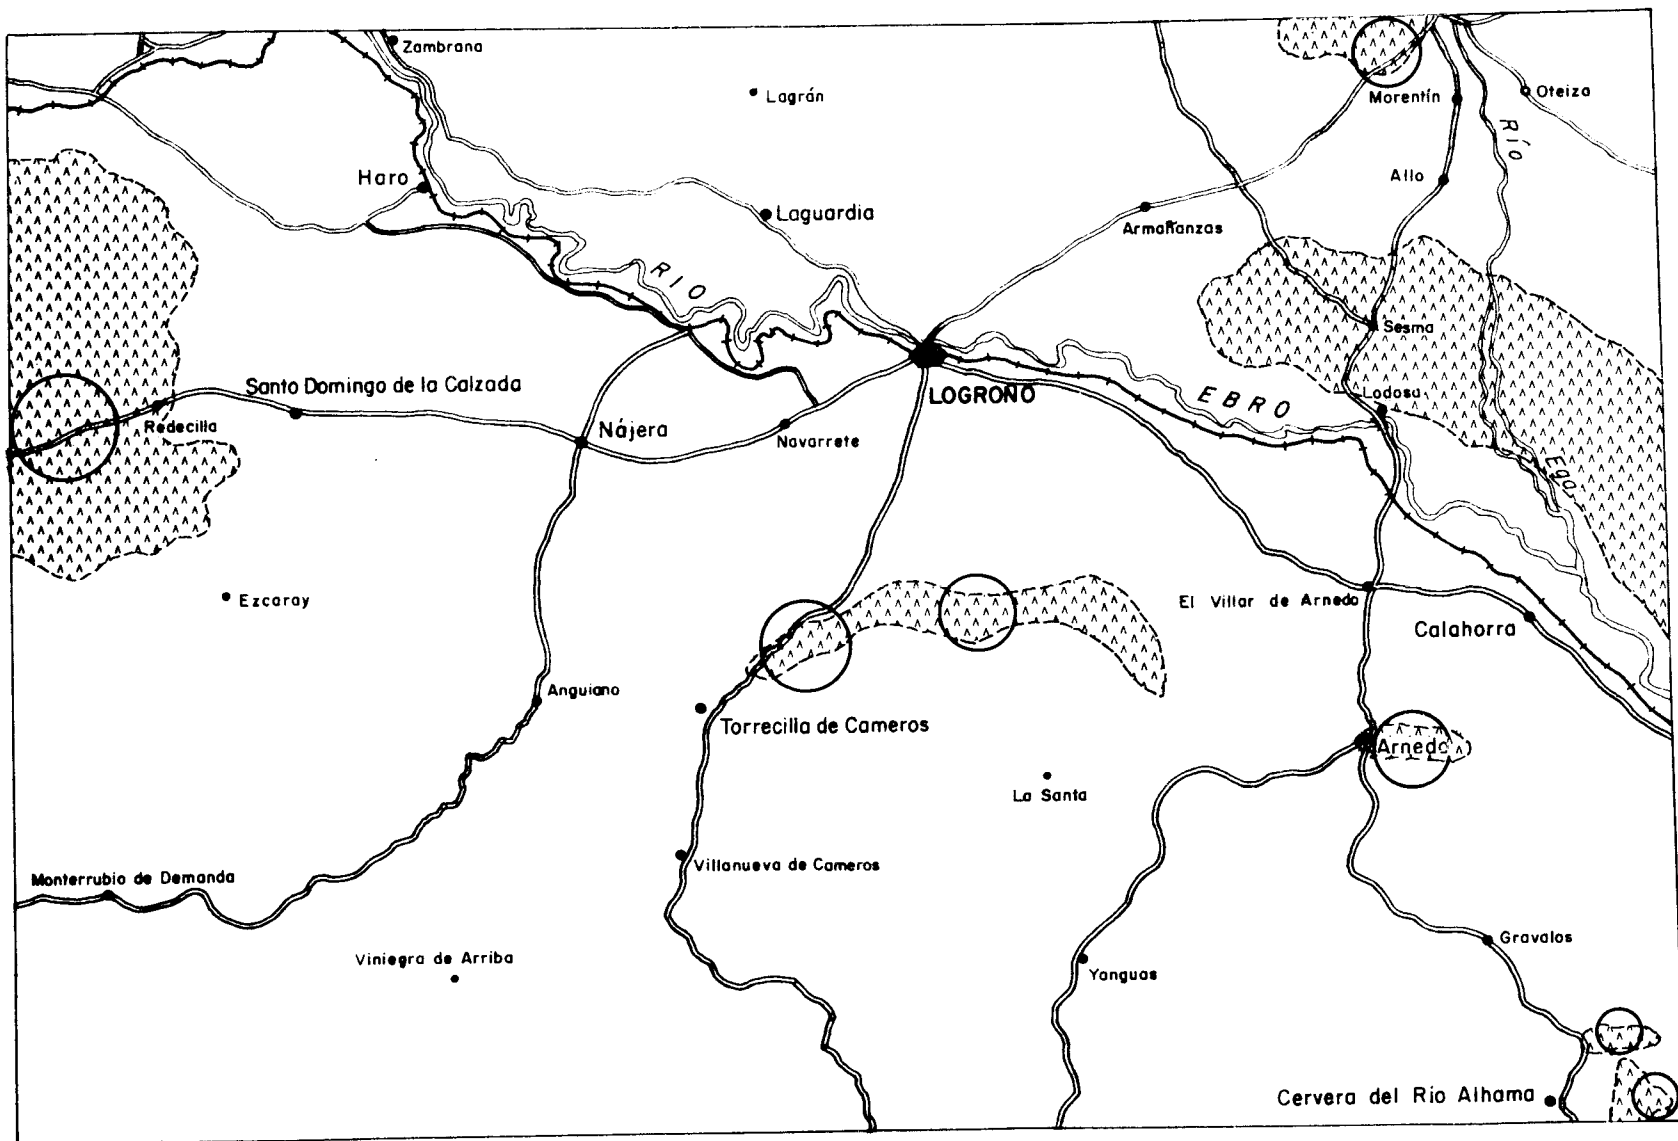 Zambrana
Lagrán
Morentín
Oteiza
Río
Haro
Allo
Laguardia
Armañanzas
RIO
Sesma
Santo Domingo de la Calzada
LOGROÑO
EBRO
Lodosa
Redecilla
Nájera
Navarrete
Ega
Ezcaray
El Villar de Arnedo
Calahorra
Anguiano
Torrecilla de Cameros
Arnedo
La Santa
Villanueva de Cameros
Monterrubio de Demanda
Viniegra de Arriba
Gravalos
Yanguas
Cervera del Río Alhama